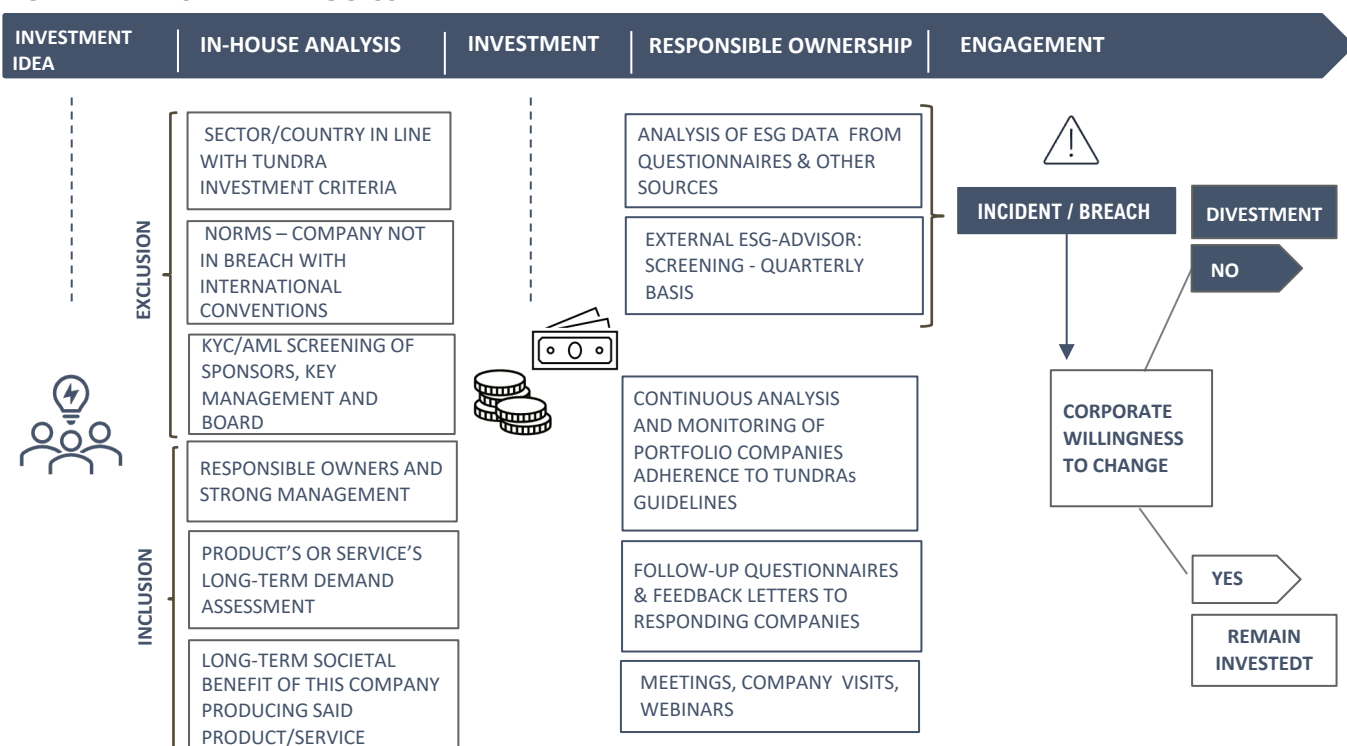 INVESTMENT
IDEA
IN-HOUSE ANALYSIS
INVESTMENT
RESPONSIBLE OWNERSHIP
ENGAGEMENT
EXCLUSION
SECTOR/COUNTRY IN LINE
WITH TUNDRA
INVESTMENT CRITERIA
NORMS – COMPANY NOT
IN BREACH WITH
INTERNATIONAL
CONVENTIONS
KYC/AML SCREENING OF
SPONSORS, KEY
MANAGEMENT AND
BOARD
INCLUSION
RESPONSIBLE OWNERS AND
STRONG MANAGEMENT
PRODUCT'S OR SERVICE'S
LONG-TERM DEMAND
ASSESSMENT
LONG-TERM SOCIETAL
BENEFIT OF THIS COMPANY
PRODUCING SAID
PRODUCT/SERVICE
ANALYSIS OF ESG DATA FROM
QUESTIONNAIRES & OTHER
SOURCES
EXTERNAL ESG-ADVISOR:
SCREENING - QUARTERLY
BASIS
CONTINUOUS ANALYSIS
AND MONITORING OF
PORTFOLIO COMPANIES
ADHERENCE TO TUNDRAs
GUIDELINES
FOLLOW-UP QUESTIONNAIRES
& FEEDBACK LETTERS TO
RESPONDING COMPANIES
MEETINGS, COMPANY VISITS,
WEBINARS
INCIDENT / BREACH
DIVESTMENT
NO
CORPORATE
WILLINGNESS
TO CHANGE
YES
REMAIN
INVESTEDT